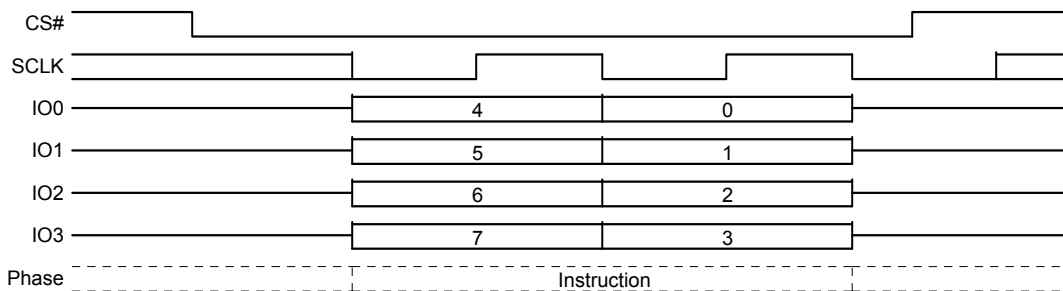 CS#
SCLK
IO0 4 0
IO1 5 1
IO2 6 2
IO3 7 3
Phase Instruction